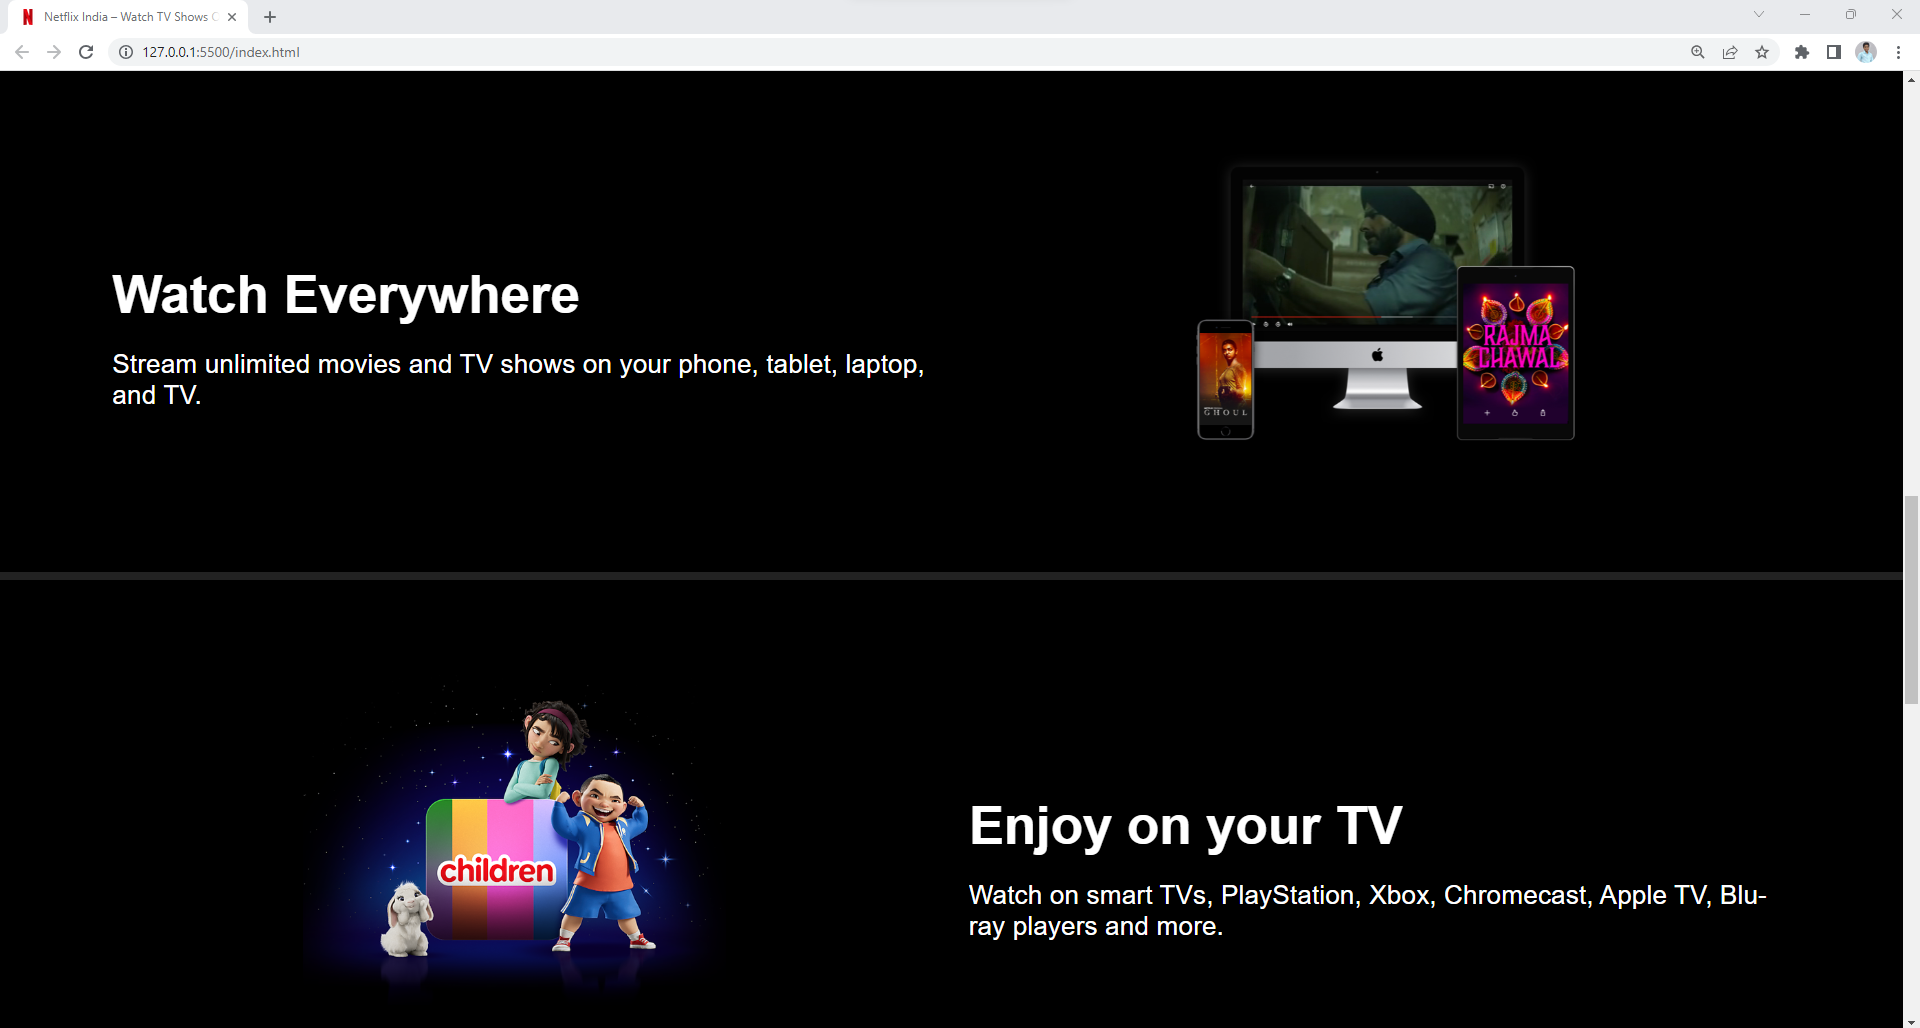 Netflix India – Watch TV Shows
127.0.0.1:5500/index.html
Watch Everywhere
Stream unlimited movies and TV shows on your phone, tablet, laptop,
and TV.
GHOUL
RAJMA
CHAWAL
children
Enjoy on your TV
Watch on smart TVs, PlayStation, Xbox, Chromecast, Apple TV, Blu-
ray players and more.